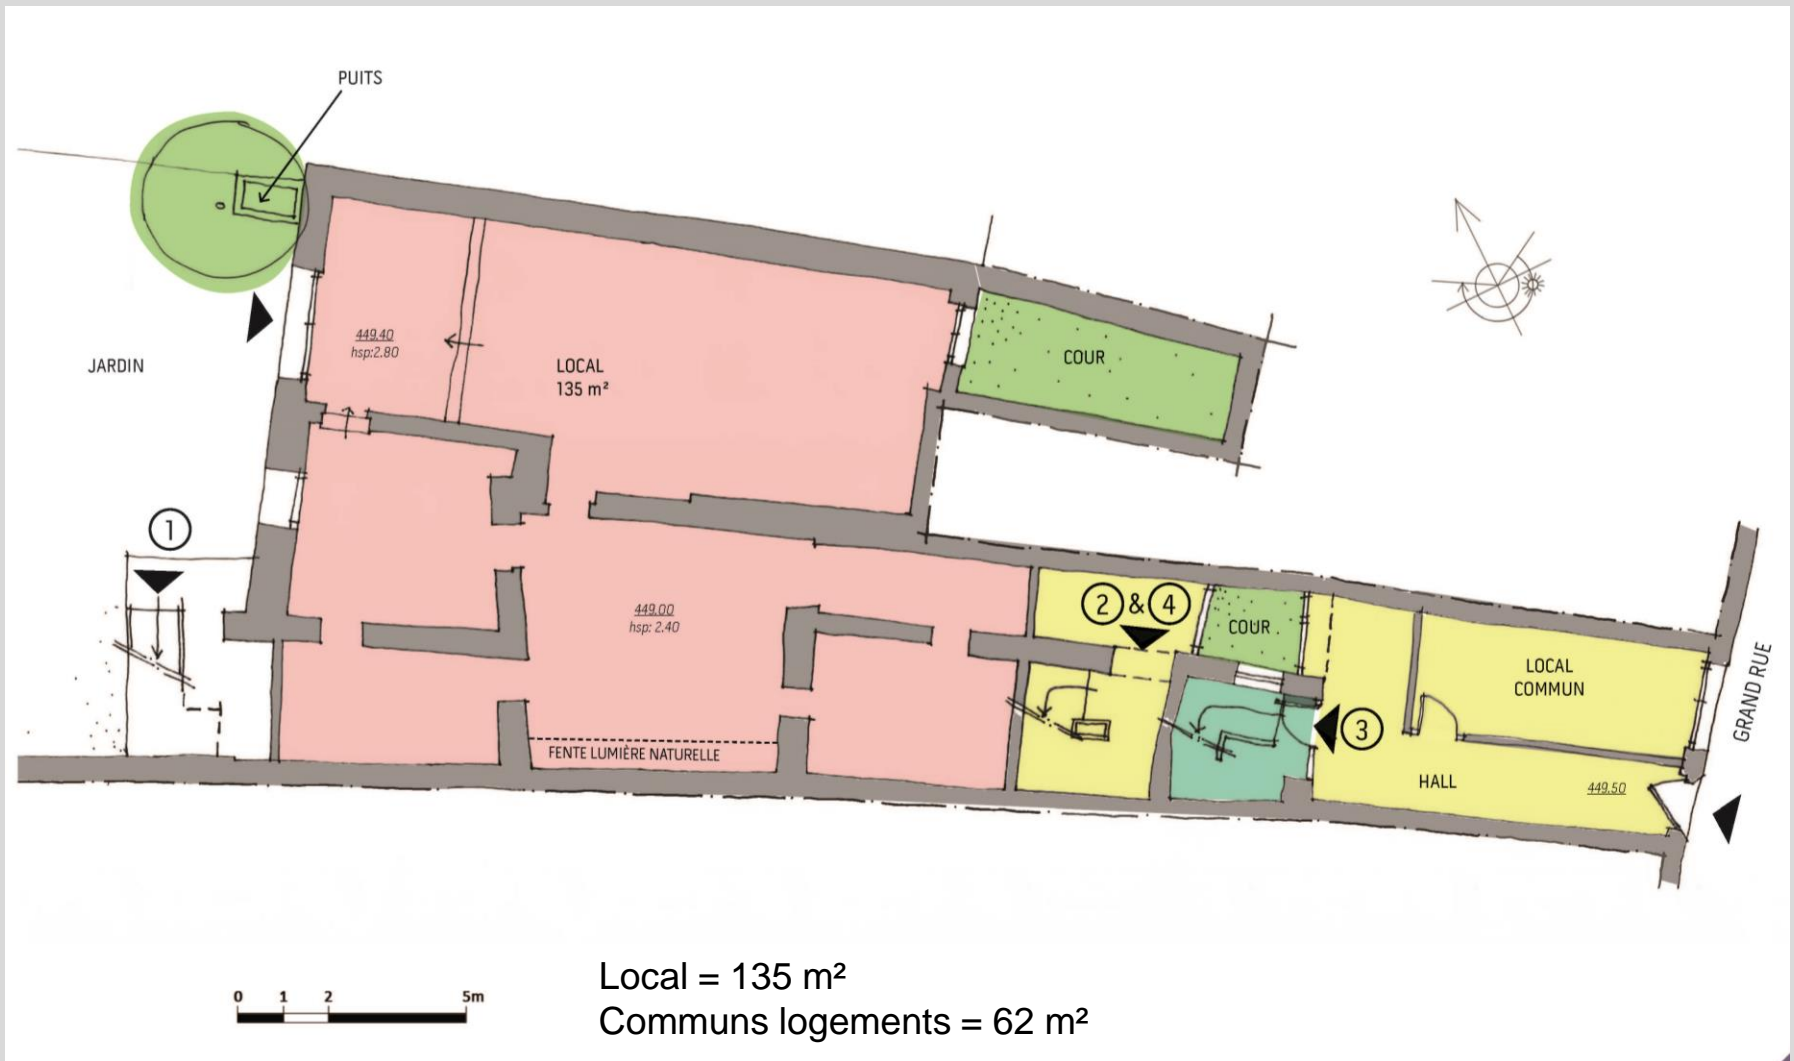 PUITS
449.40
hsp:2.80
JARDIN
LOCAL
135 m²
COUR
1
449.00
hsp: 2.40
2 & 4
COUR
LOCAL
COMMUN
GRAND RUE
3
FENTE LUMIÈRE NATURELLE
HALL
449.50
0 1 2 5m
Local = 135 m²
Communs logements = 62 m²